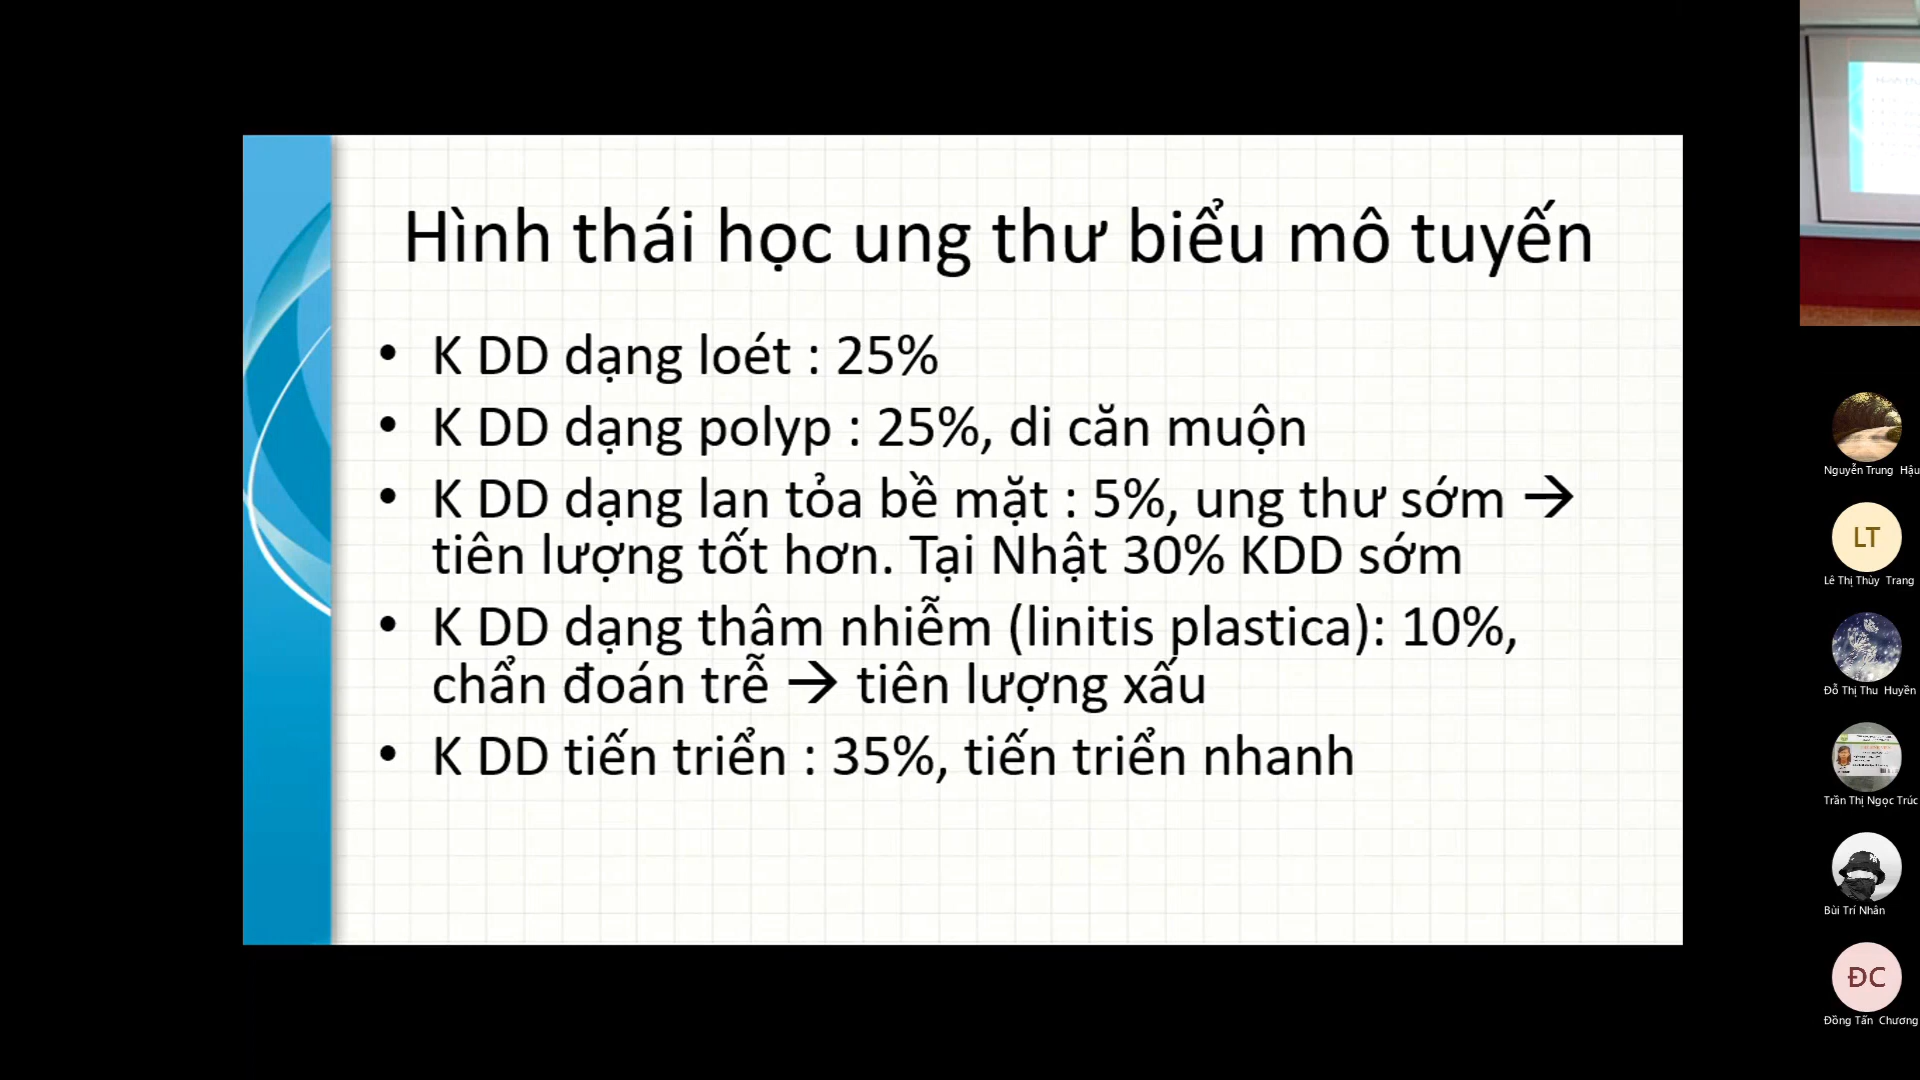 Hình thái học ung thư biểu mô tuyến
• K DD dạng loét : 25%
• K DD dạng polyp : 25%, di căn muộn
• K DD dạng lan tỏa bề mặt : 5%, ung thư sớm →
tiên lượng tốt hơn. Tại Nhật 30% KDD sớm
• K DD dạng thâm nhiễm (linitis plastica): 10%,
chẩn đoán trễ → tiên lượng xấu
• K DD tiến triển : 35%, tiến triển nhanh
Nguyễn Trung Hậu
LT
Lê Thị Thùy Trang
Đỗ Thị Thu Huyền
Trần Thị Ngọc Trúc
Bùi Trí Nhân
ĐC
Đồng Tấn Chương